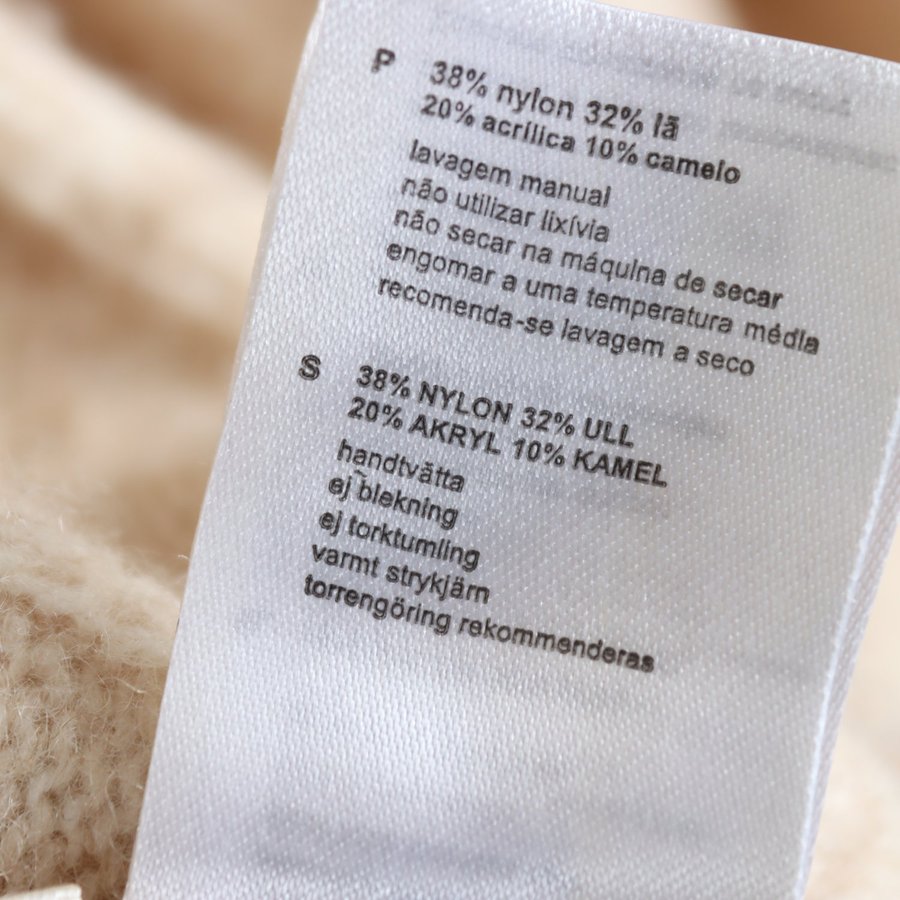 P
38% nylon 32% lã
20% acrílica 10% camelo
lavagem manual
não utilizar lixívia
não secar na máquina de secar
engomar a uma temperatura média
recomenda-se lavagem a seco
S
38% NYLON 32% ULL
20% AKRYL 10% KAMEL
handtvätta
ej blekning
ej torktumling
varmt strykjärn
torrengöring rekommenderas